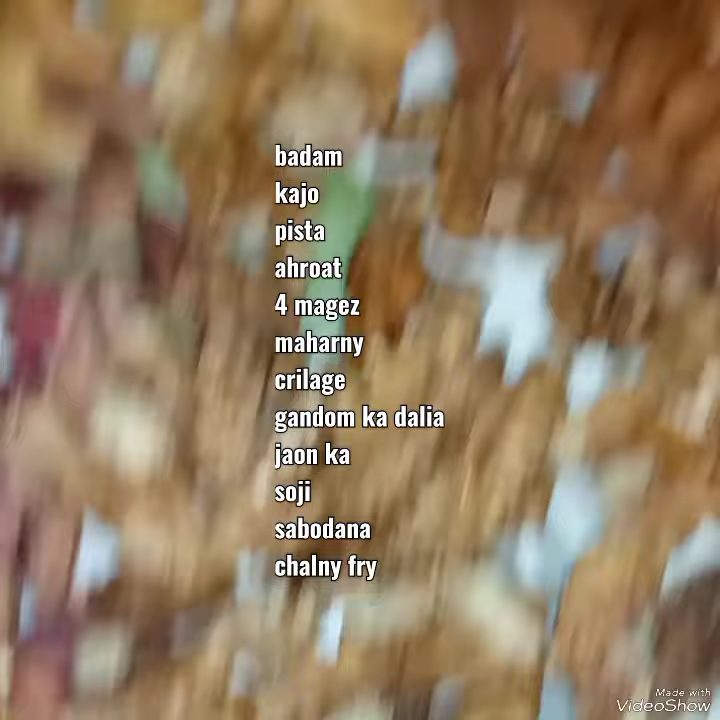 badam
kajo
pista
ahroat
4 magez
maharny
crilage
gandom ka dalia
jaon ka
soji
sabodana
chalny fry
Made with
VideoShow